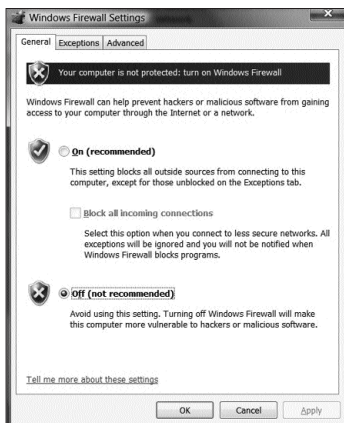 Windows Firewall Settings
General Exceptions Advanced
Your computer is not protected: turn on Windows Firewall
Windows Firewall can help prevent hackers or malicious software from gaining
access to your computer through the Internet or a network.
On (recommended)
This setting blocks all outside sources from connecting to this
computer, except for those unblocked on the Exceptions tab.
Block all incoming connections
Select this option when you connect to less secure networks. All
exceptions will be ignored and you will not be notified when
Windows Firewall blocks programs.
Off (not recommended)
Avoid using this setting. Turning off Windows Firewall will make
this computer more vulnerable to hackers or malicious software.
Tell me more about these settings
OK Cancel Apply